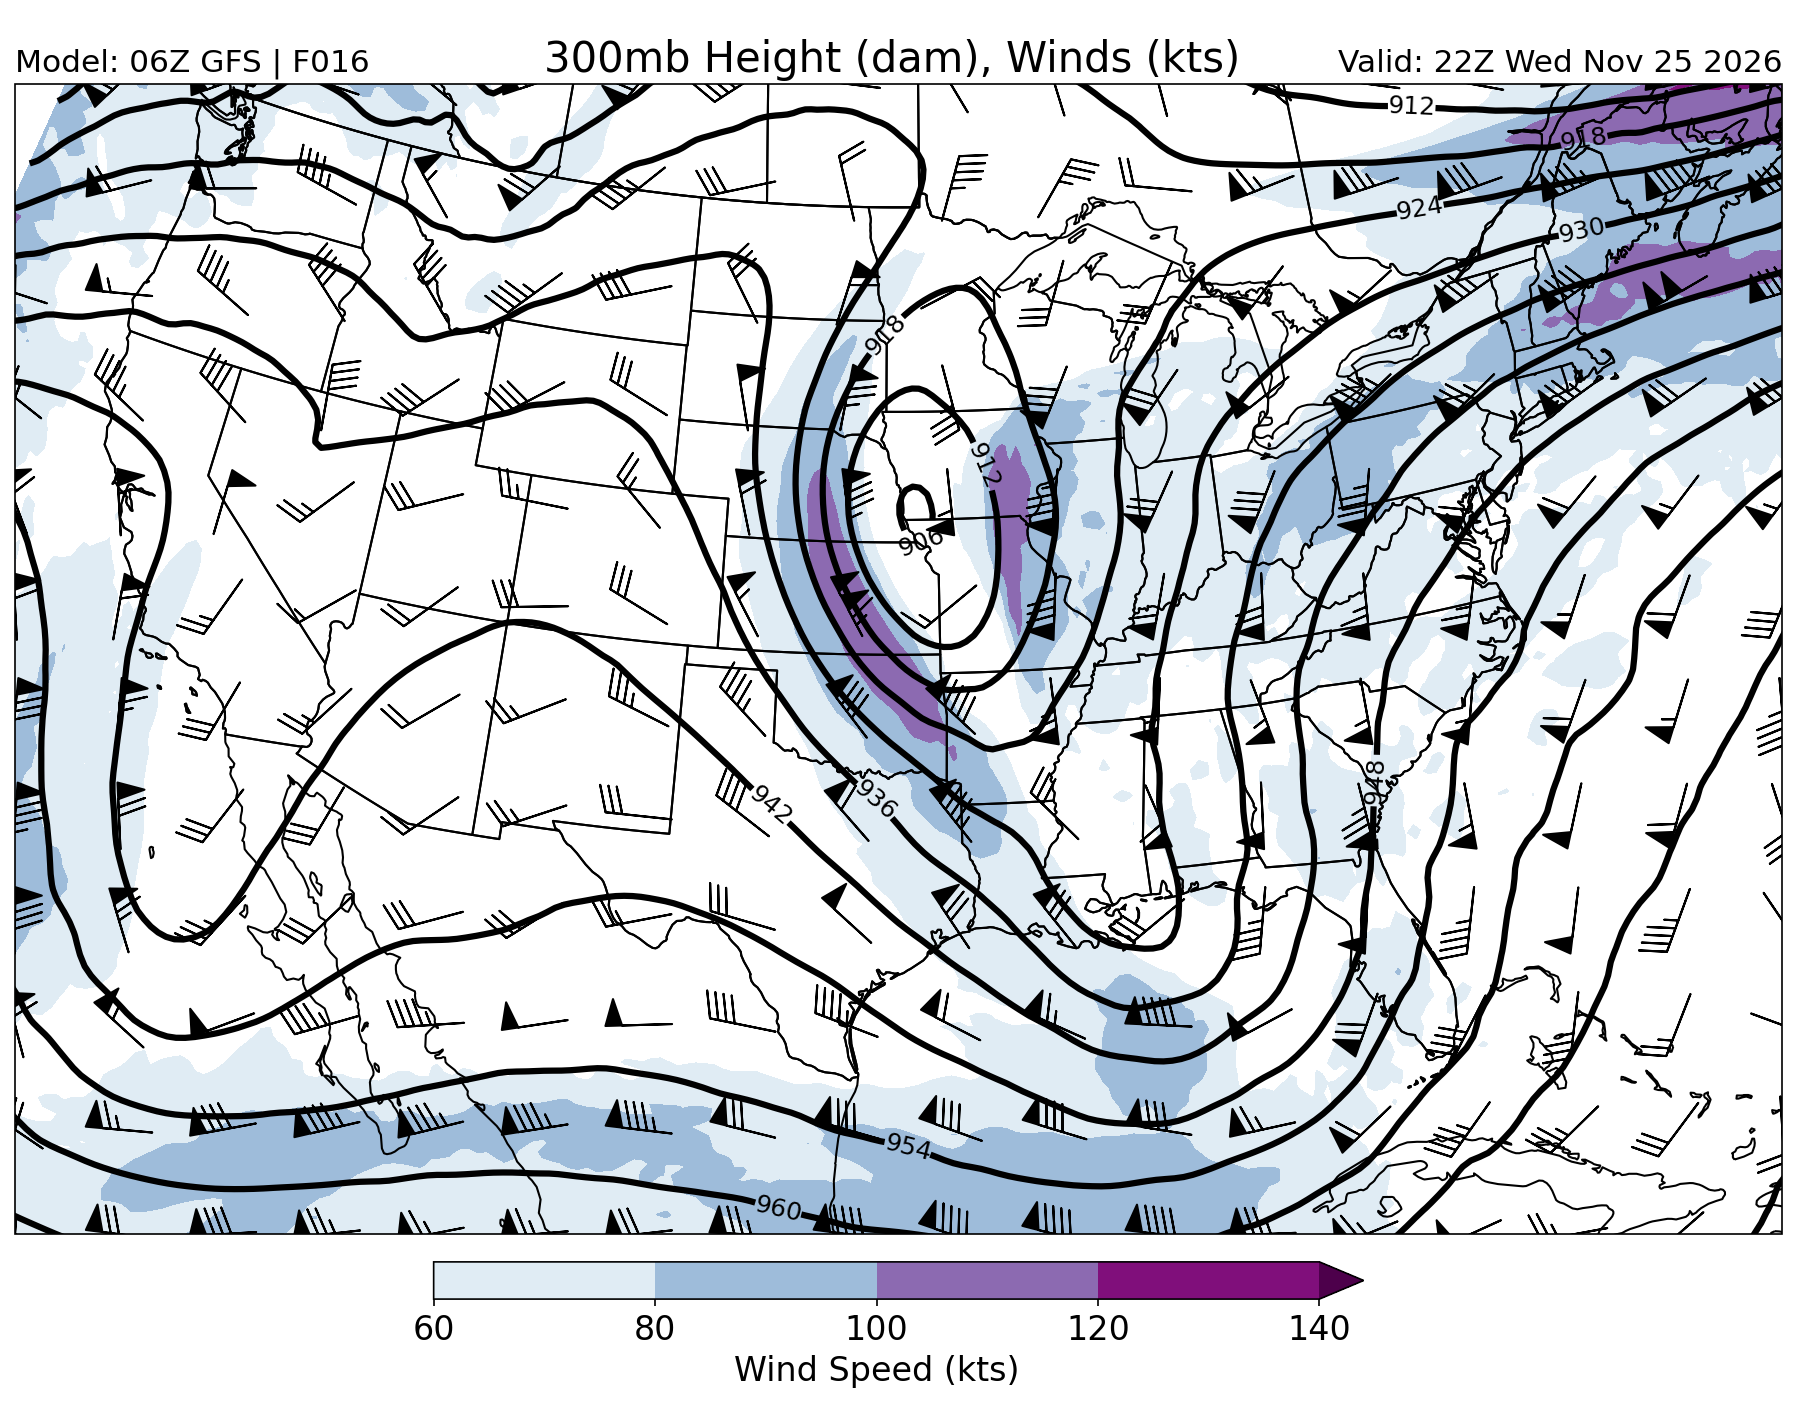 Model: 06Z GFS | F016
300mb Height (dam), Winds (kts)
Valid: 22Z Wed Nov 25 2026
912
918
924
930
918
912
906
942
936
948
954
960
60 80 100 120 140
Wind Speed (kts)